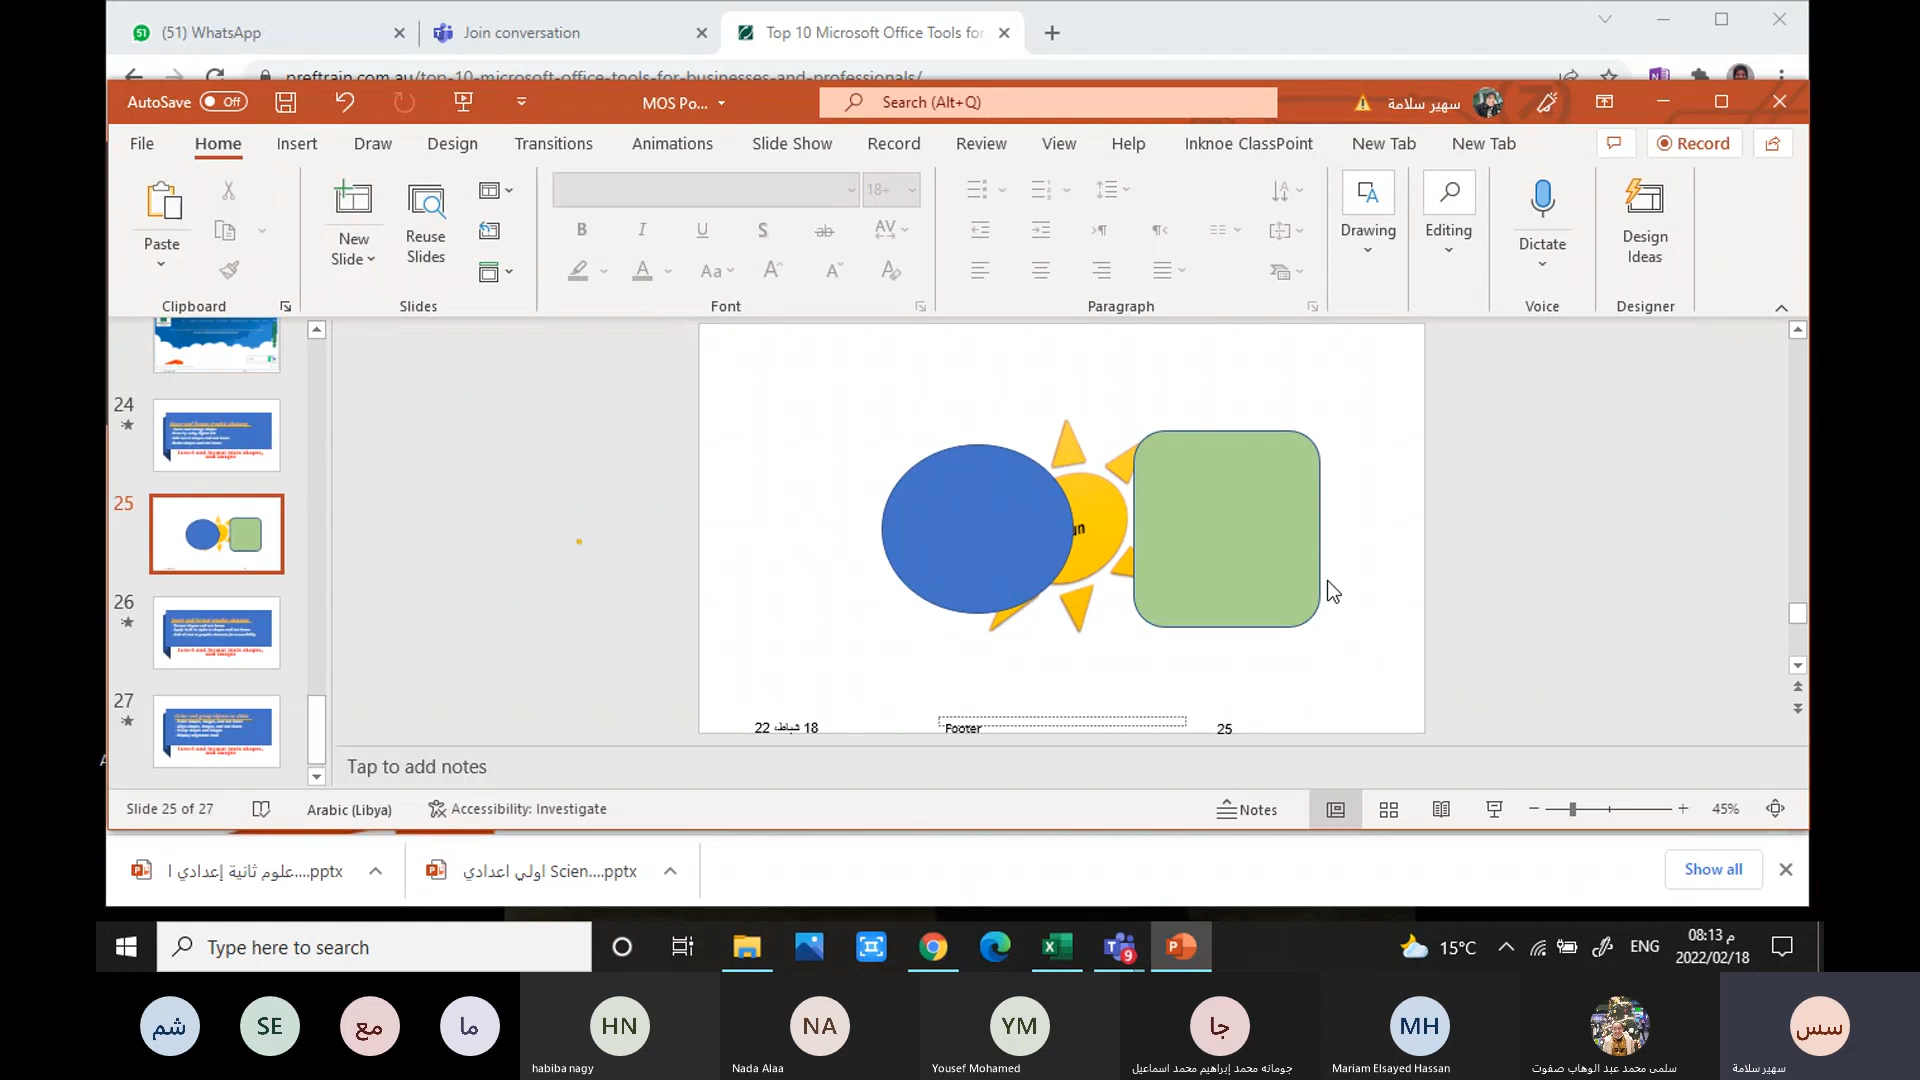 (51) WhatsApp
Join conversation
Top 10 Microsoft Office Tools for
preftrain.com.au/top-10-microsoft-office-tools-for-businesses-and-professionals/
AutoSave Off
MOS Po...
Search (Alt+Q)
سهير سلامة
File Home Insert Draw Design Transitions Animations Slide Show Record Review View Help Inknoe ClassPoint New Tab New Tab
Record
Paste
New Slide
Reuse Slides
18+
Drawing
Editing
Dictate
Design Ideas
Clipboard Slides Font Paragraph Voice Designer
24
25
26
27
18 شباط، 22
Footer
25
Tap to add notes
Slide 25 of 27
Arabic (Libya)
Accessibility: Investigate
Notes
45%
علوم ثانية إعدادي ا....pptx
اولي اعدادي Scien....pptx
Show all
Type here to search
9
15°C
ENG
08:13 م
2022/02/18
شم
SE
مع
ما
HN
NA
YM
جا
MH
سس
habiba nagy
Nada Alaa
Yousef Mohamed
جومانه محمد إبراهيم محمد اسماعيل
Mariam Elsayed Hassan
سلمى محمد عبد الوهاب صفوت
سهير سلامة